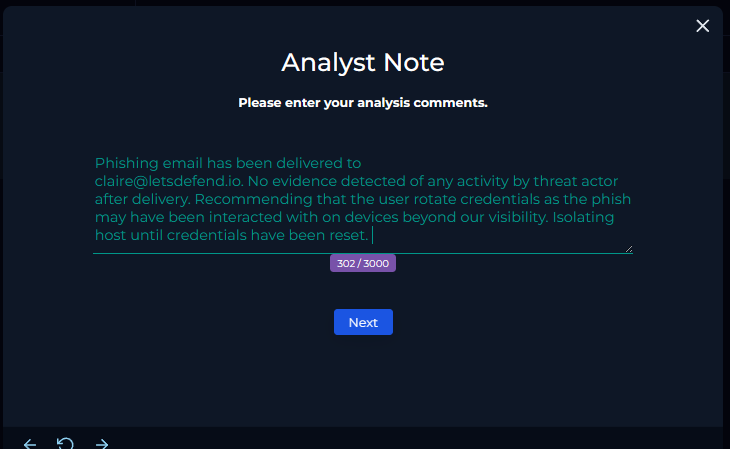 Analyst Note
Please enter your analysis comments.
Phishing email has been delivered to
claire@letsdefend.io. No evidence detected of any activity by threat actor
after delivery. Recommending that the user rotate credentials as the phish
may have been interacted with on devices beyond our visibility. Isolating
host until credentials have been reset.
302 / 3000
Next